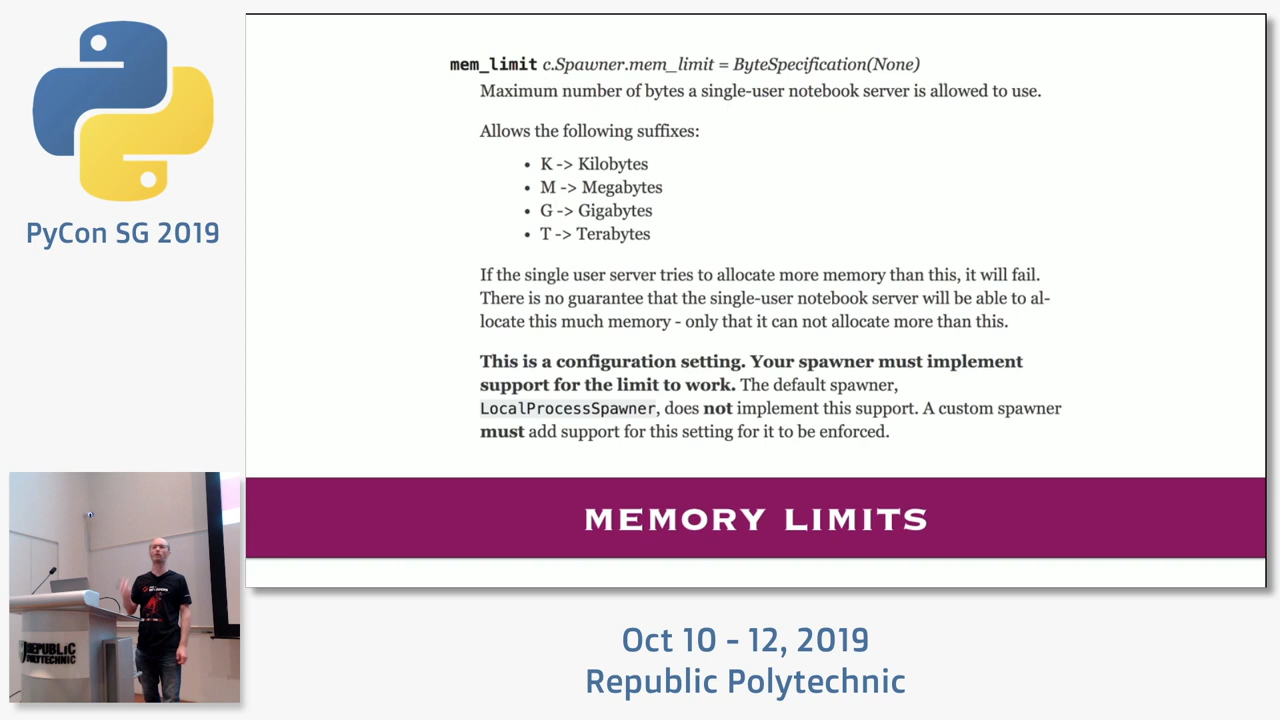 PyCon SG 2019
mem_limit c.Spawner.mem_limit = ByteSpecification(None)
Maximum number of bytes a single-user notebook server is allowed to use.
Allows the following suffixes:
• K -> Kilobytes
• M -> Megabytes
• G -> Gigabytes
• T -> Terabytes
If the single user server tries to allocate more memory than this, it will fail.
There is no guarantee that the single-user notebook server will be able to al-
locate this much memory - only that it can not allocate more than this.
This is a configuration setting. Your spawner must implement
support for the limit to work. The default spawner,
LocalProcessSpawner, does not implement this support. A custom spawner
must add support for this setting for it to be enforced.
MEMORY LIMITS
REPUBLIC
POLYTECHNIC
Oct 10 - 12, 2019
Republic Polytechnic